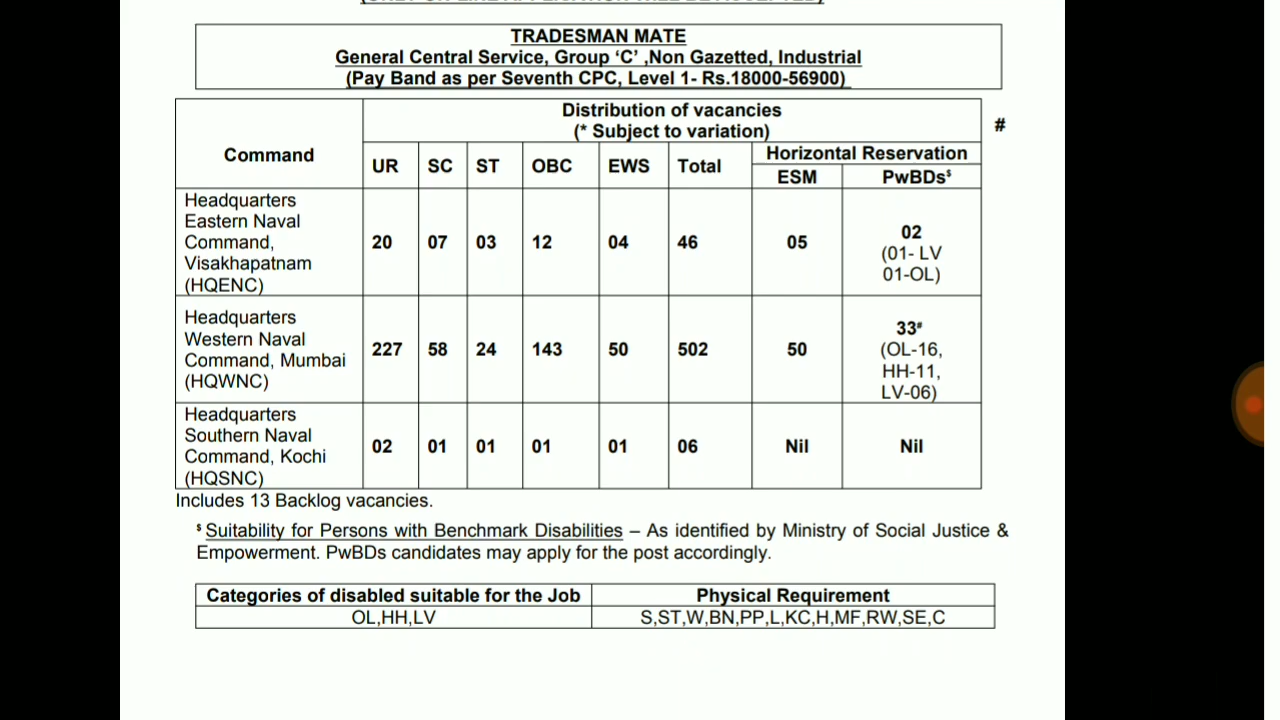 TRADESMAN MATE
General Central Service, Group ‘C’ ,Non Gazetted, Industrial
(Pay Band as per Seventh CPC, Level 1- Rs.18000-56900)
Distribution of vacancies
(* Subject to variation)
#
Command
UR SC ST OBC EWS Total
Horizontal Reservation
ESM PwBDs$
Headquarters
Eastern Naval
Command,
Visakhapatnam
(HQENC)
20 07 03 12 04 46 05
02
(01- LV
01-OL)
Headquarters
Western Naval
Command, Mumbai
(HQWNC)
227 58 24 143 50 502 50
33#
(OL-16,
HH-11,
LV-06)
Headquarters
Southern Naval
Command, Kochi
(HQSNC)
02 01 01 01 01 06 Nil Nil
Includes 13 Backlog vacancies.
$ Suitability for Persons with Benchmark Disabilities – As identified by Ministry of Social Justice &
Empowerment. PwBDs candidates may apply for the post accordingly.
Categories of disabled suitable for the Job Physical Requirement
OL,HH,LV S,ST,W,BN,PP,L,KC,H,MF,RW,SE,C